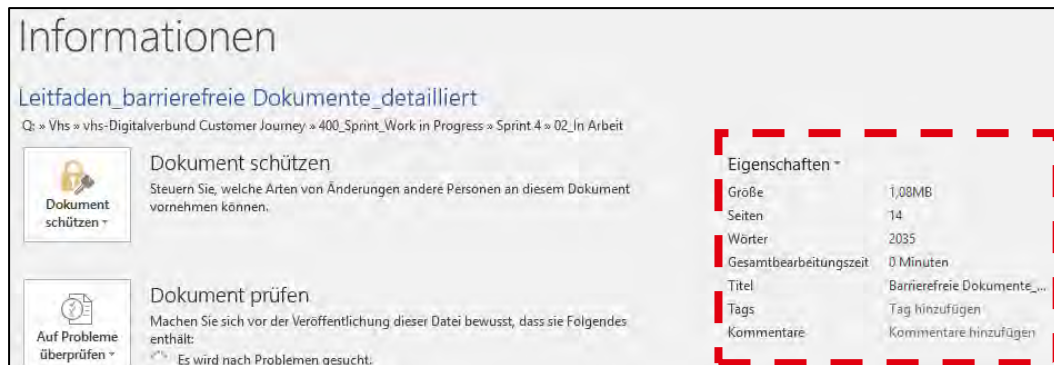 Informationen
Leitfaden_barrierefreie Dokumente_detailliert
Q: » Vhs » vhs-Digitalverbund Customer Journey » 400_Sprint_Work in Progress » Sprint 4 » 02_In Arbeit
Dokument schützen
Dokument schützen
Steuern Sie, welche Arten von Änderungen andere Personen an diesem Dokument
vornehmen können.
Auf Probleme
überprüfen
Dokument prüfen
Machen Sie sich vor der Veröffentlichung dieser Datei bewusst, dass sie Folgendes
enthält:
Es wird nach Problemen gesucht.
Eigenschaften
Größe 1,08MB
Seiten 14
Wörter 2035
Gesamtbearbeitungszeit 0 Minuten
Titel Barrierefreie Dokumente_...
Tags Tag hinzufügen
Kommentare Kommentare hinzufügen